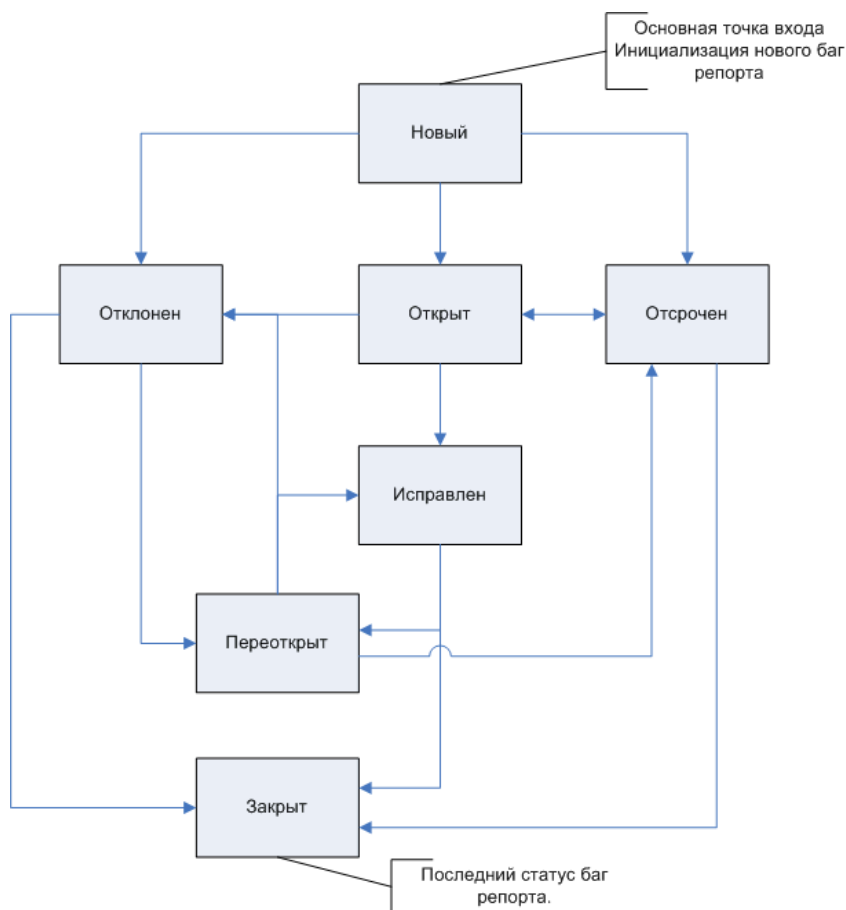 Основная точка входа
Инициализация нового баг
репорта
Новый
Отклонен
Открыт
Отсрочен
Исправлен
Переоткрыт
Закрыт
Последний статус баг
репорта.